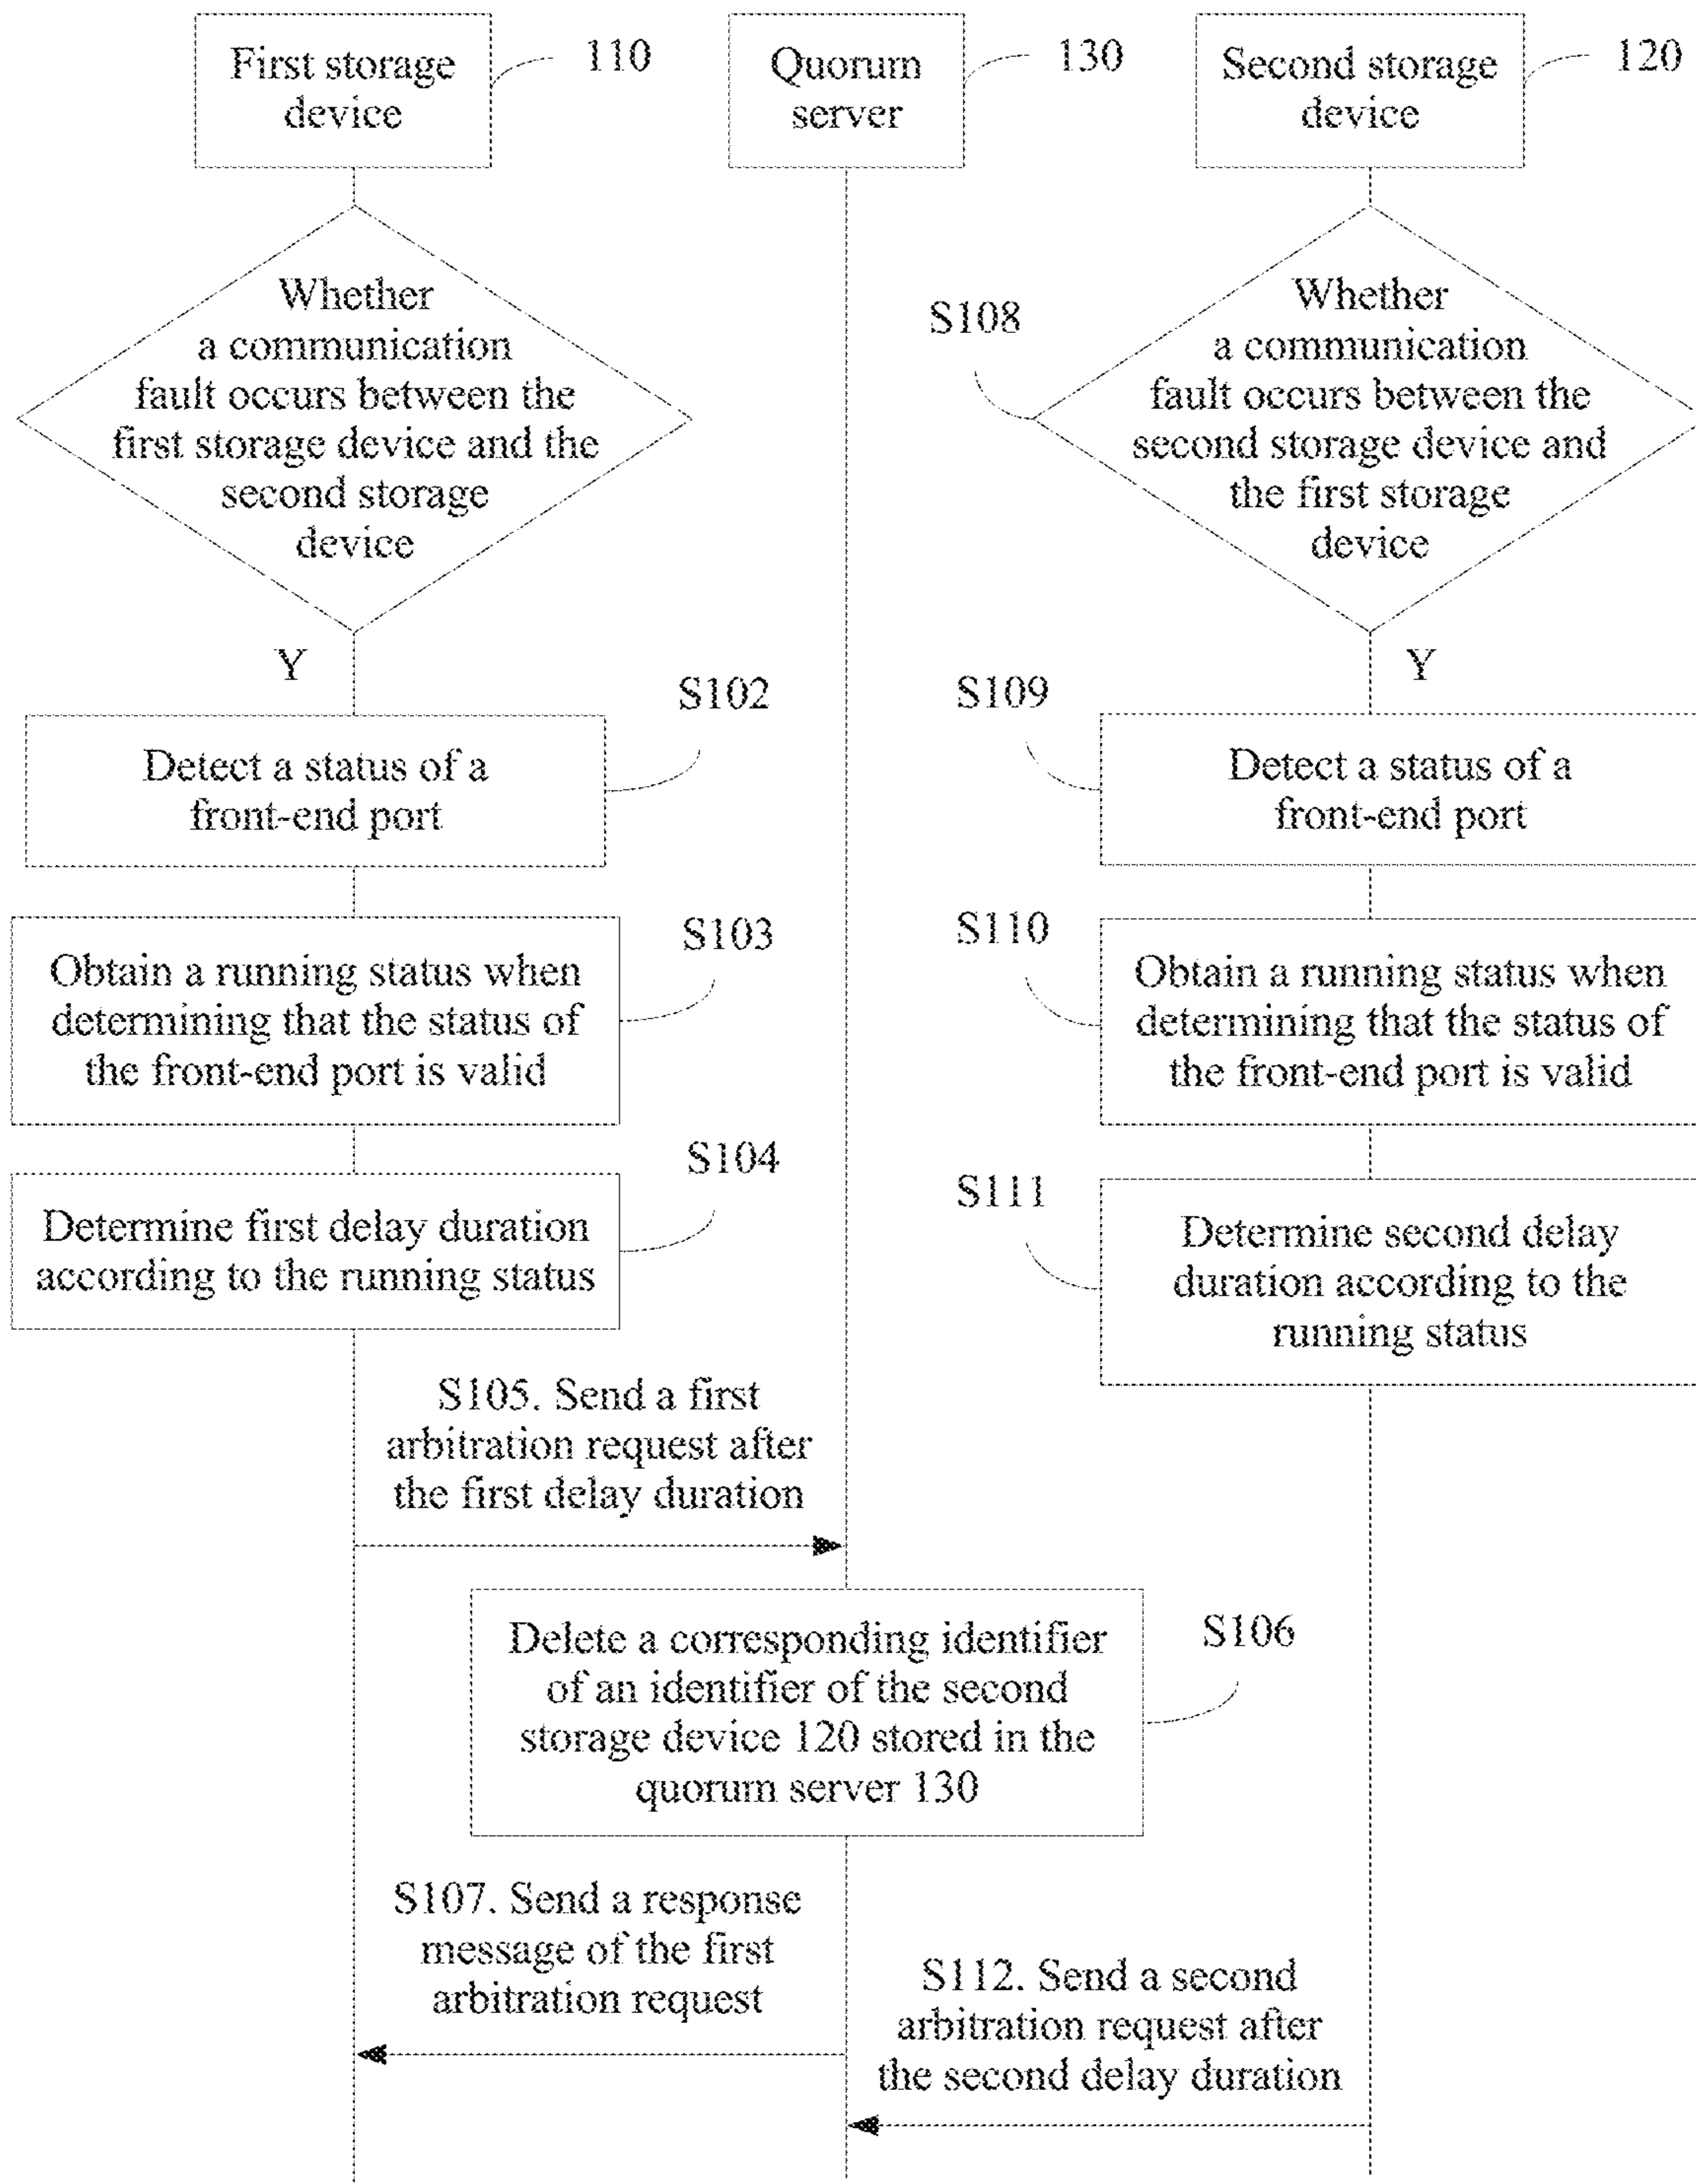 First storage
device
110
Quorum
server
130
Second storage
device
120
Whether
a communication
fault occurs between the
first storage device and the
second storage
device
S108
Whether
a communication
fault occurs between the
second storage device and
the first storage
device
Y
Y
S102
Detect a status of a
front-end port
S109
Detect a status of a
front-end port
S103
Obtain a running status when
determining that the status of
the front-end port is valid
S110
Obtain a running status when
determining that the status of
the front-end port is valid
S104
Determine first delay duration
according to the running status
S111
Determine second delay
duration according to the
running status
S105. Send a first
arbitration request after
the first delay duration
Delete a corresponding identifier
of an identifier of the second
storage device 120 stored in the
quorum server 130
S106
S107. Send a response
message of the first
arbitration request
S112. Send a second
arbitration request after
the second delay duration